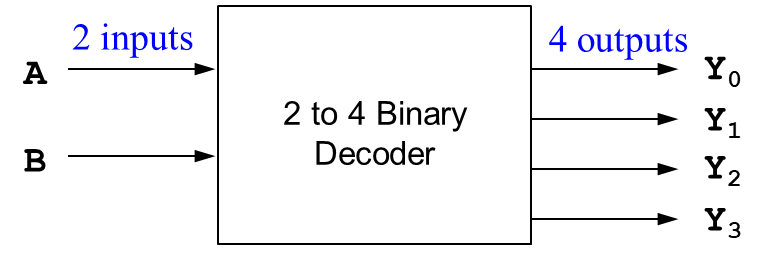 2 inputs
4 outputs
A
B
2 to 4 Binary
Decoder
Y₀
Y₁
Y₂
Y₃